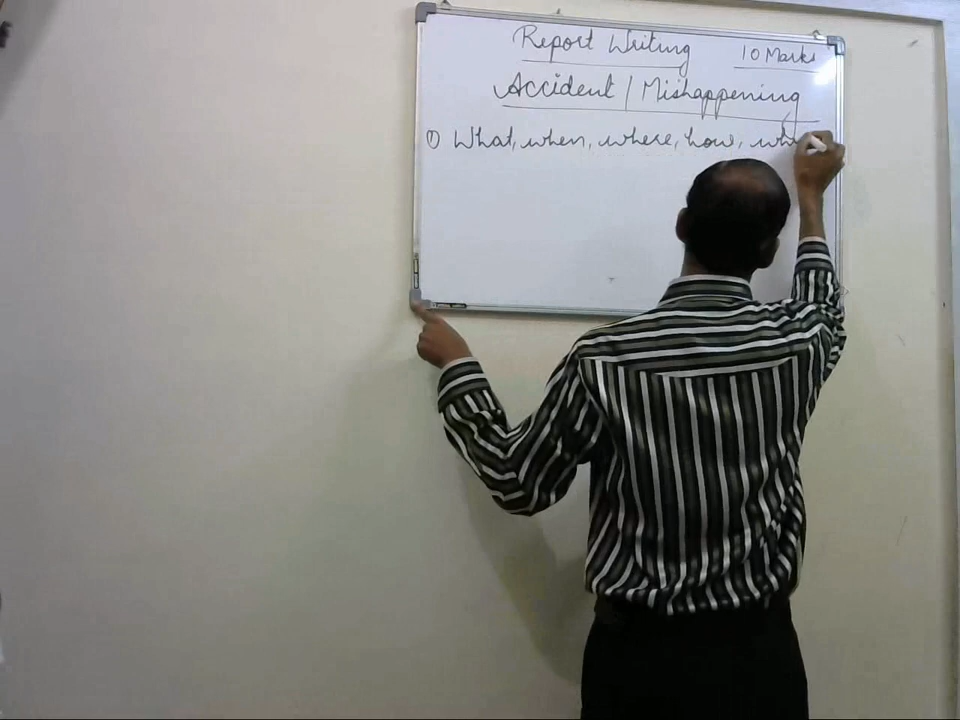 Report Writing 10 Marks
Accident / Mishappening
① What, when, where, how,